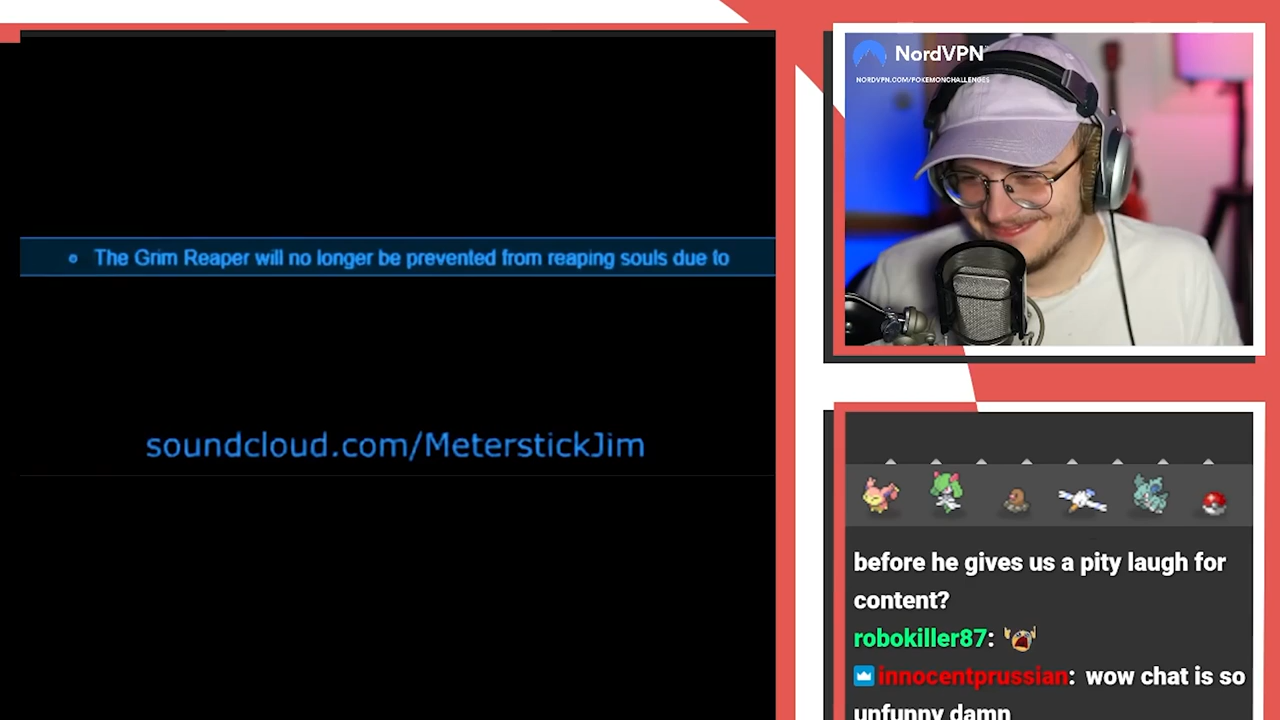 The Grim Reaper will no longer be prevented from reaping souls due to
soundcloud.com/MeterstickJim
NordVPN
NORDVPN.COM/POKEMONCHALLENGES
before he gives us a pity laugh for
content?
robokiller87:
innocentprussian: wow chat is so
unfunny damn